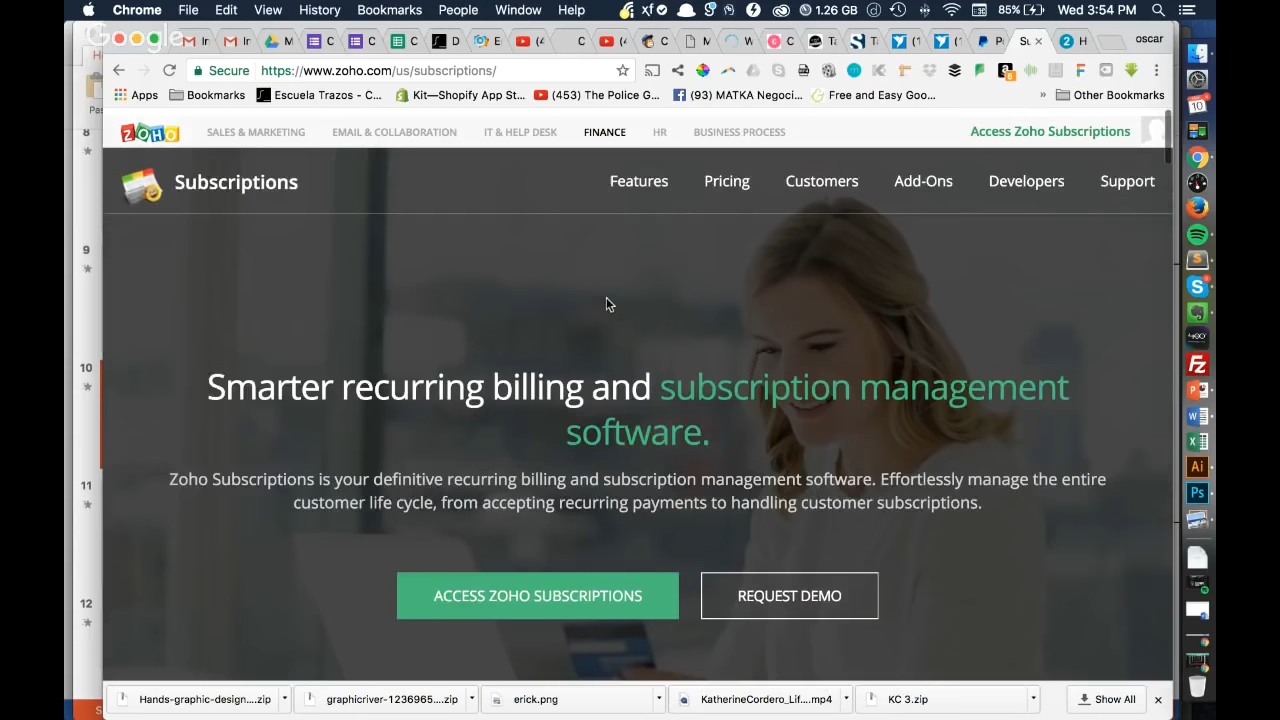 Chrome File Edit View History Bookmarks People Window Help 1.26 GB 85% Wed 3:54 PM
Google
oscar
Secure https://www.zoho.com/us/subscriptions/
Apps Bookmarks Escuela Trazos - C... Kit—Shopify App St... (453) The Police G... (93) MATKA Negoc... Free and Easy Goo... » Other Bookmarks
ZOHO SALES & MARKETING EMAIL & COLLABORATION IT & HELP DESK FINANCE HR BUSINESS PROCESS Access Zoho Subscriptions
Subscriptions Features Pricing Customers Add-Ons Developers Support
8
9
10
11
12
Smarter recurring billing and subscription management
software.
Zoho Subscriptions is your definitive recurring billing and subscription management software. Effortlessly manage the entire
customer life cycle, from accepting recurring payments to handling customer subscriptions.
ACCESS ZOHO SUBSCRIPTIONS REQUEST DEMO
Hands-graphic-design....zip graphicriver-1236965....zip erick.png KatherineCordero_Lif....mp4 KC 3.zip Show All